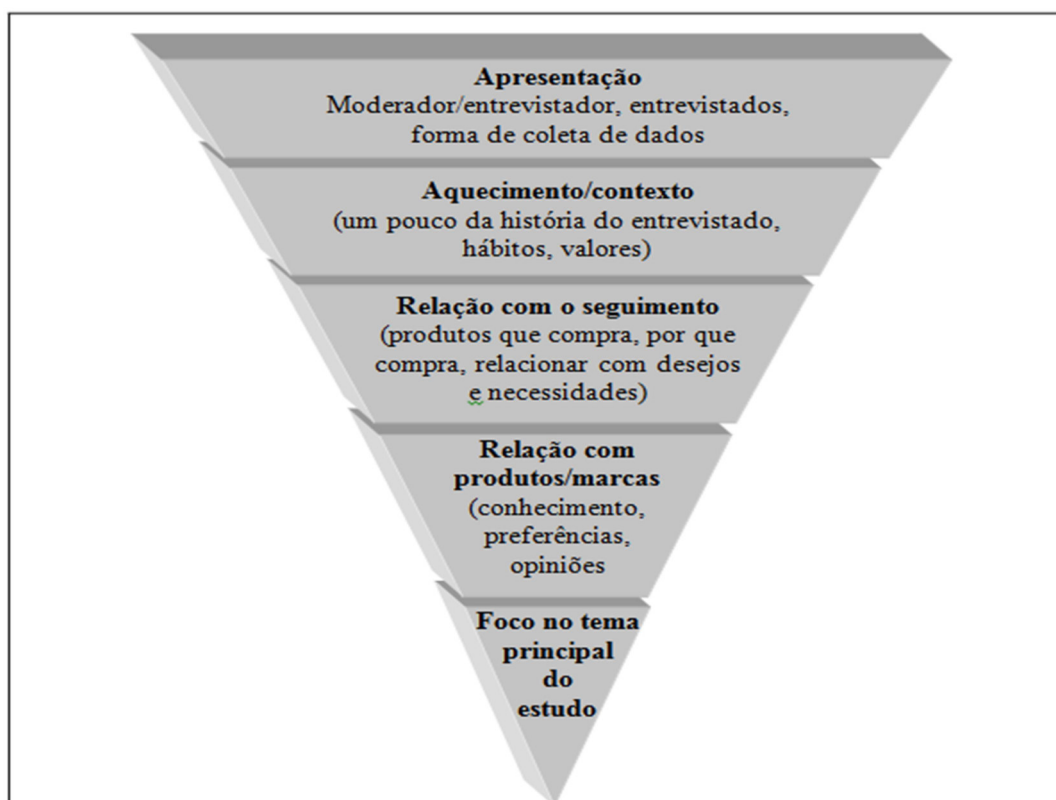 Apresentação
Moderador/entrevistador, entrevistados,
forma de coleta de dados
Aquecimento/contexto
(um pouco da história do entrevistado,
hábitos, valores)
Relação com o seguimento
(produtos que compra, por que
compra, relacionar com desejos
e necessidades)
Relação com
produtos/marcas
(conhecimento,
preferências,
opiniões
Foco no tema
principal
do
estudo